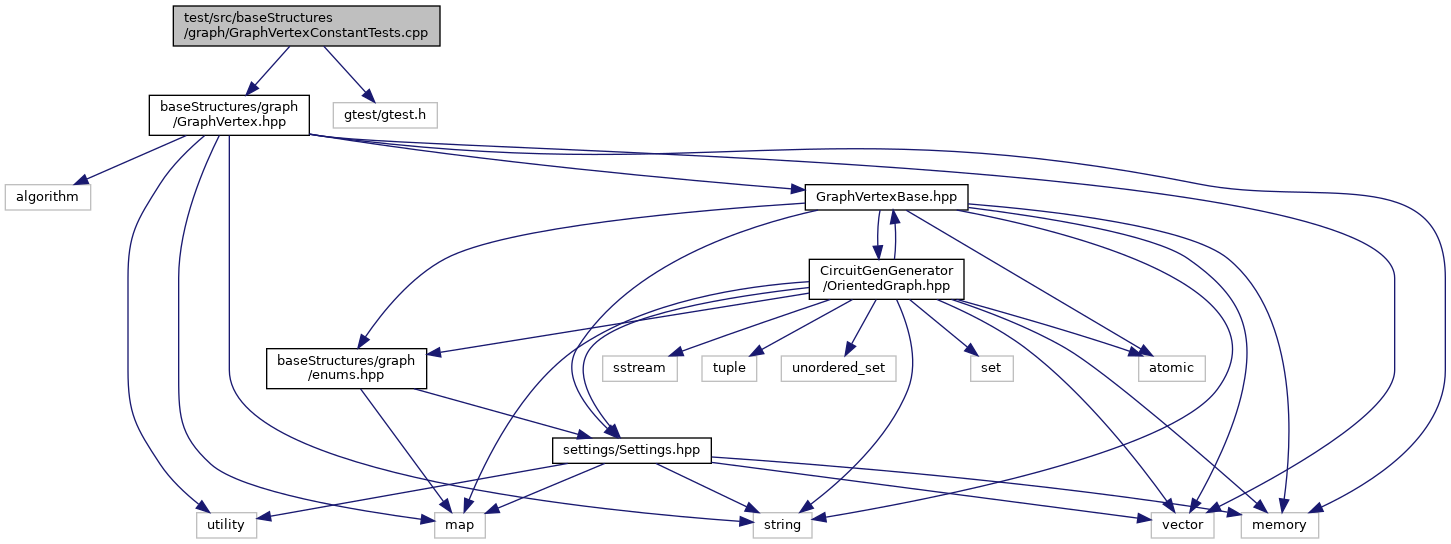 test/src/baseStructures
/graph/GraphVertexConstantTests.cpp
baseStructures/graph
/GraphVertex.hpp
gtest/gtest.h
algorithm
GraphVertexBase.hpp
CircuitGenGenerator
/OrientedGraph.hpp
baseStructures/graph
/enums.hpp
sstream
tuple
unordered_set
set
atomic
settings/Settings.hpp
utility
map
string
vector
memory